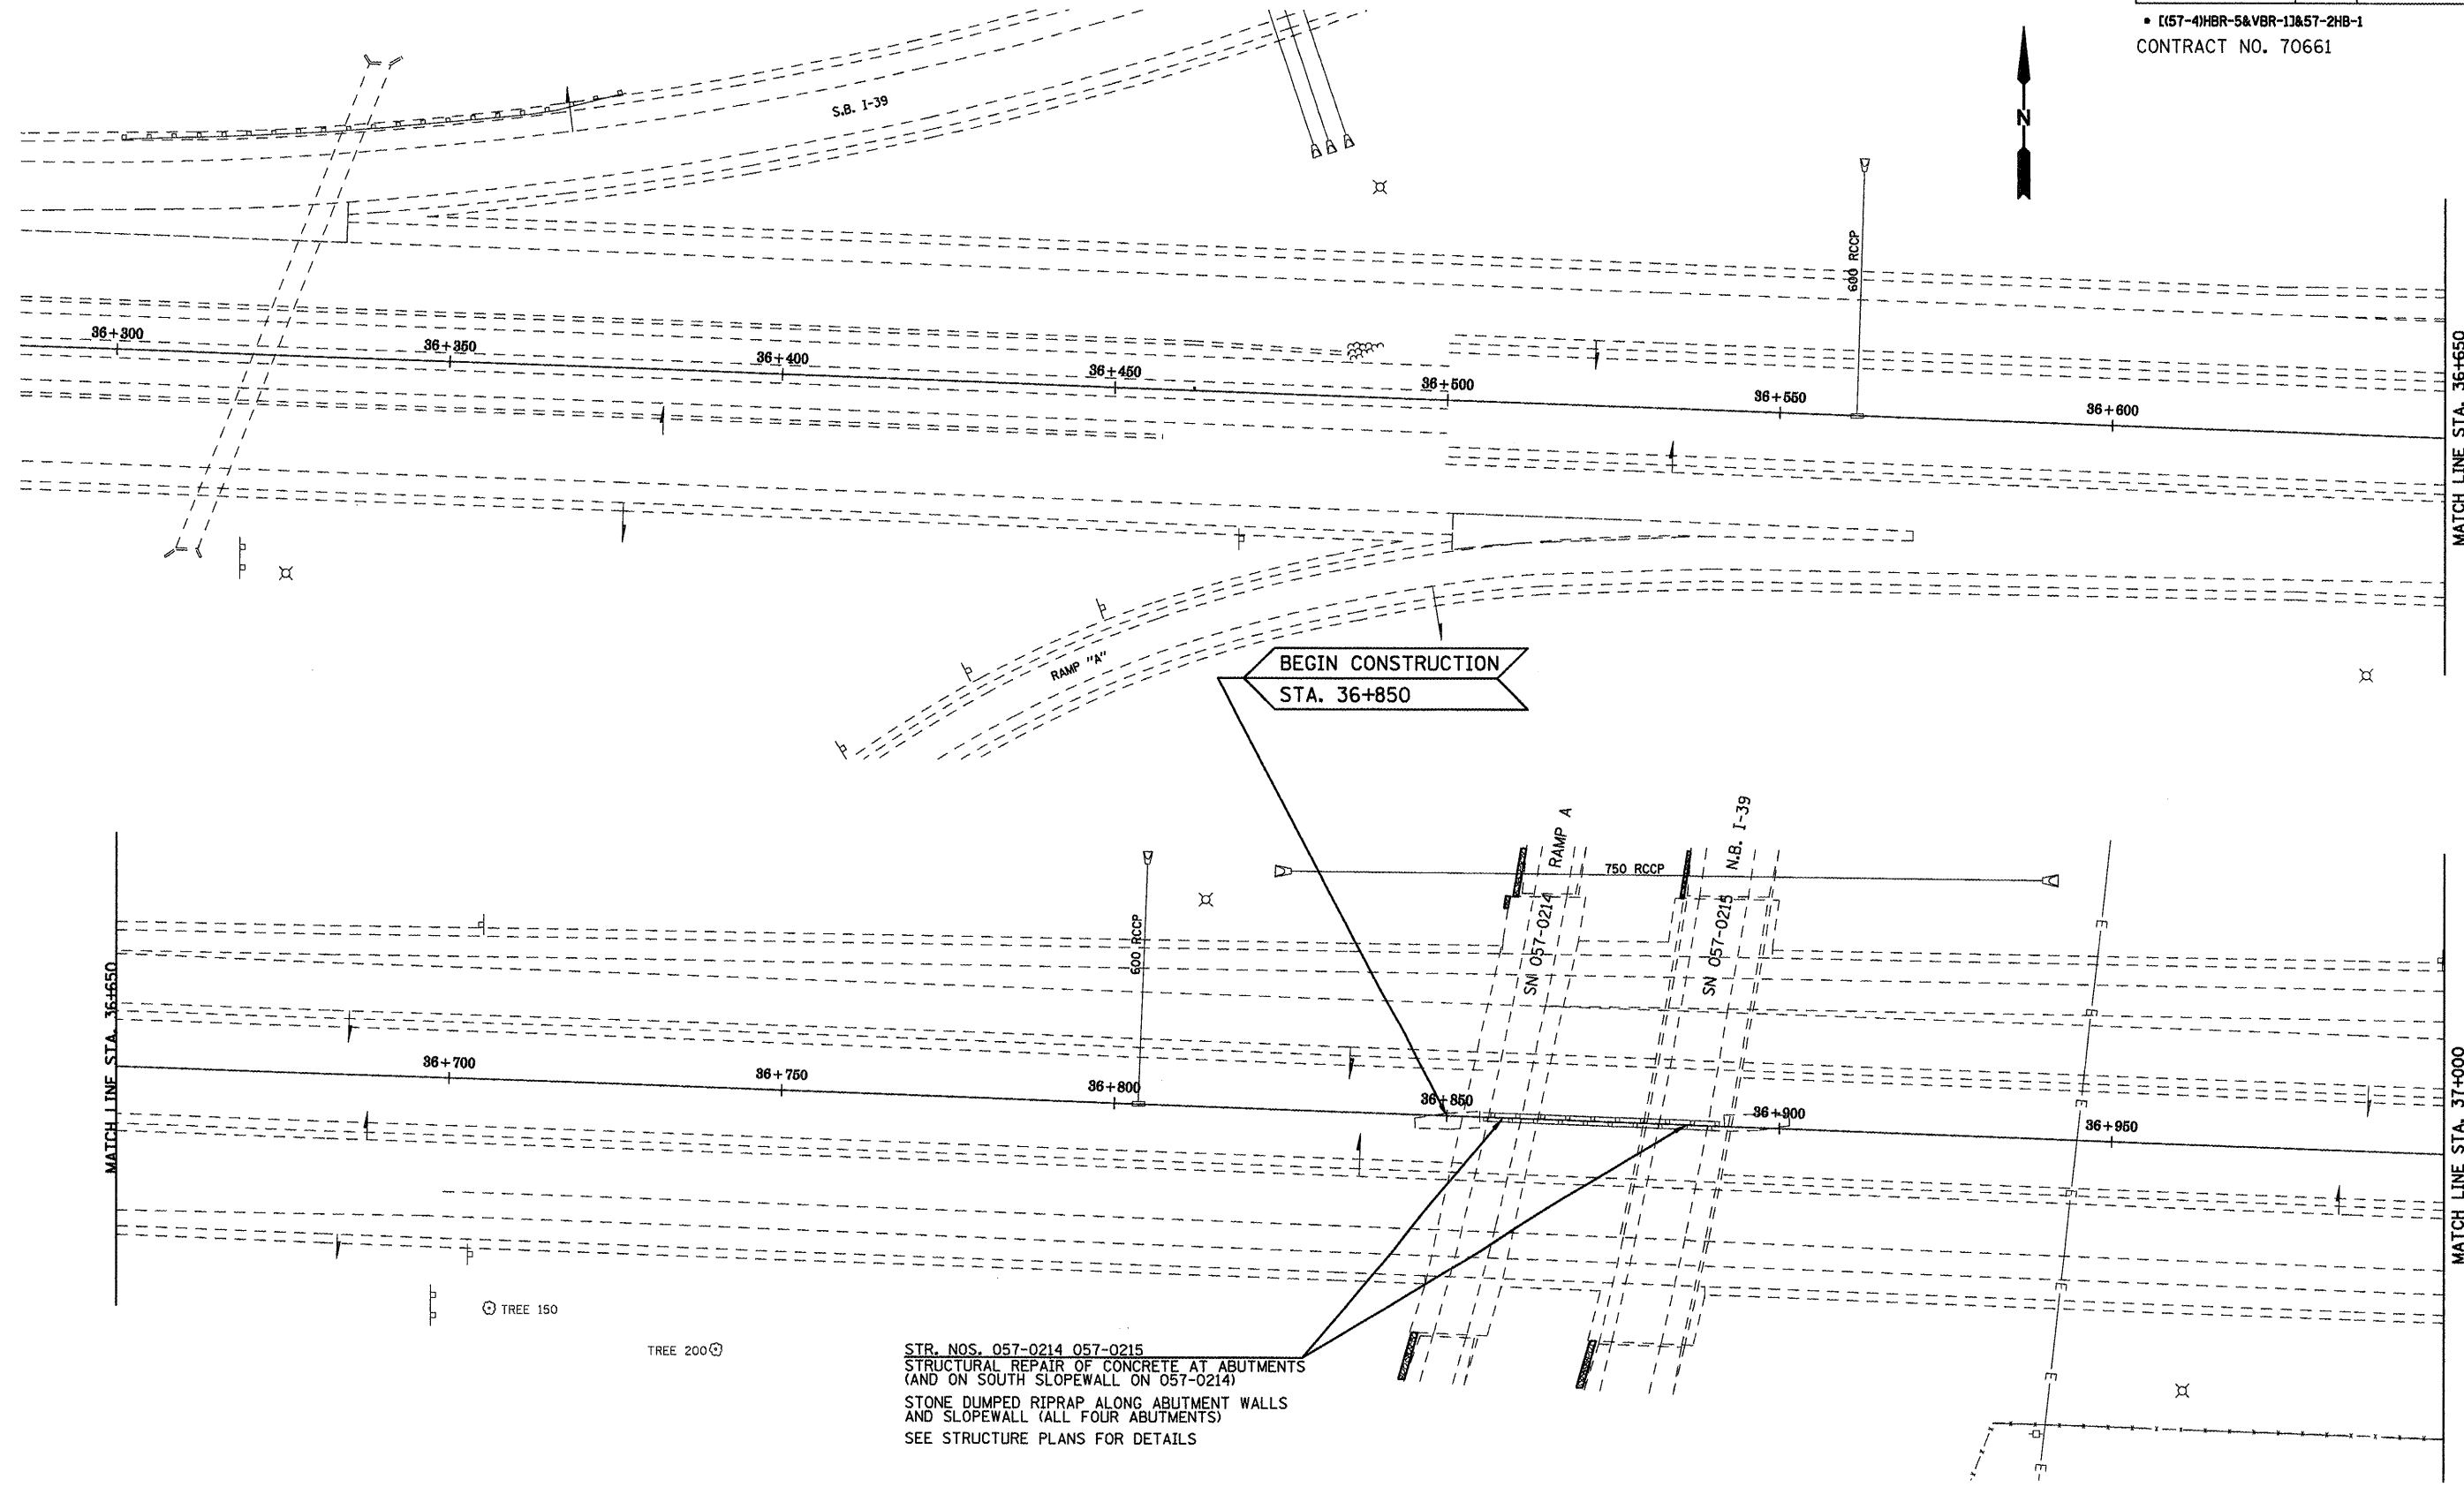 • [(57-4)HBR-5&VBR-1]&57-2HB-1
CONTRACT NO. 70661
S.B. I-39
N
600 RCCP
MATCH LINE STA. 36+650
36+300
36+350
36+400
36+450
36+500
36+550
36+600
RAMP "A"
BEGIN CONSTRUCTION
STA. 36+850
RAMP A
N.B. I-39
750 RCCP
SN 057-0214
SN 057-0215
600 RCCP
MATCH LINE STA. 36+650
36+700
36+750
36+800
36+850
36+900
36+950
MATCH LINE STA. 37+000
E
E
E
E
E
E
E
TREE 150
TREE 200
STR. NOS. 057-0214 057-0215
STRUCTURAL REPAIR OF CONCRETE AT ABUTMENTS
(AND ON SOUTH SLOPEWALL ON 057-0214)
STONE DUMPED RIPRAP ALONG ABUTMENT WALLS
AND SLOPEWALL (ALL FOUR ABUTMENTS)
SEE STRUCTURE PLANS FOR DETAILS